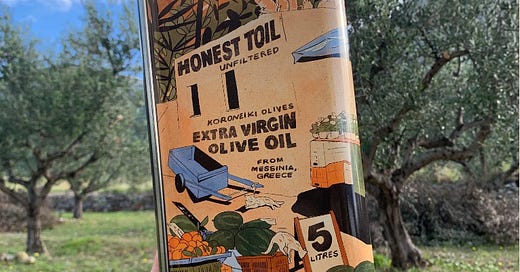 HONEST TOIL
UNFILTERED
KORONEIKI OLIVES
EXTRA VIRGIN
OLIVE OIL
FROM
MESSINIA,
GREECE
5
LITRES